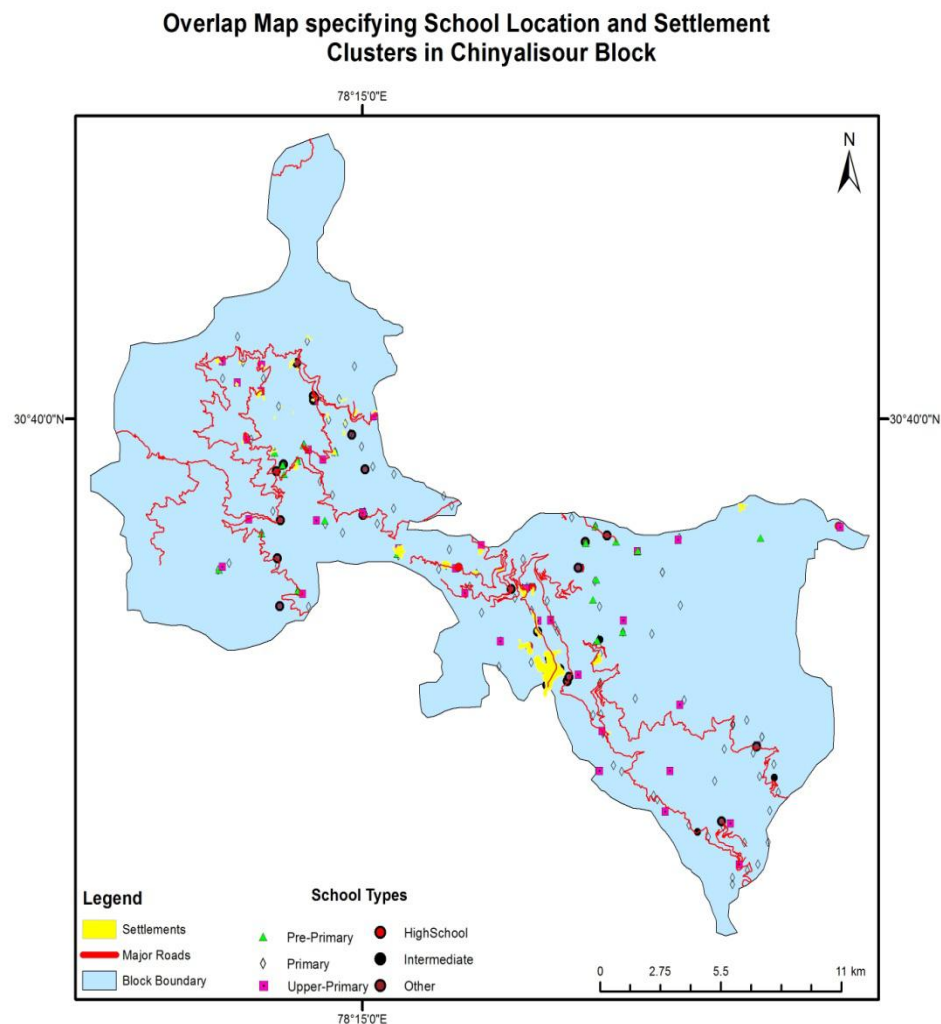 Overlap Map specifying School Location and Settlement
Clusters in Chinyalisour Block
78°15'0"E
N
30°40'0"N
30°40'0"N
Legend
Settlements
Major Roads
Block Boundary
School Types
Pre-Primary
Primary
Upper-Primary
HighSchool
Intermediate
Other
0 2.75 5.5 11 km
78°15'0"E